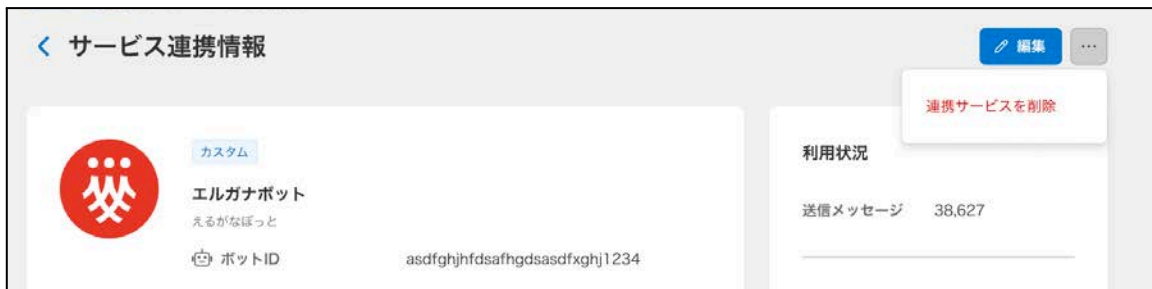 サービス連携情報
編集
…
連携サービスを削除
カスタム
エルガナボット
えるがなぼっと
ボットID asdfghjhfdsafhgdsasdfxghj1234
利用状況
送信メッセージ 38,627